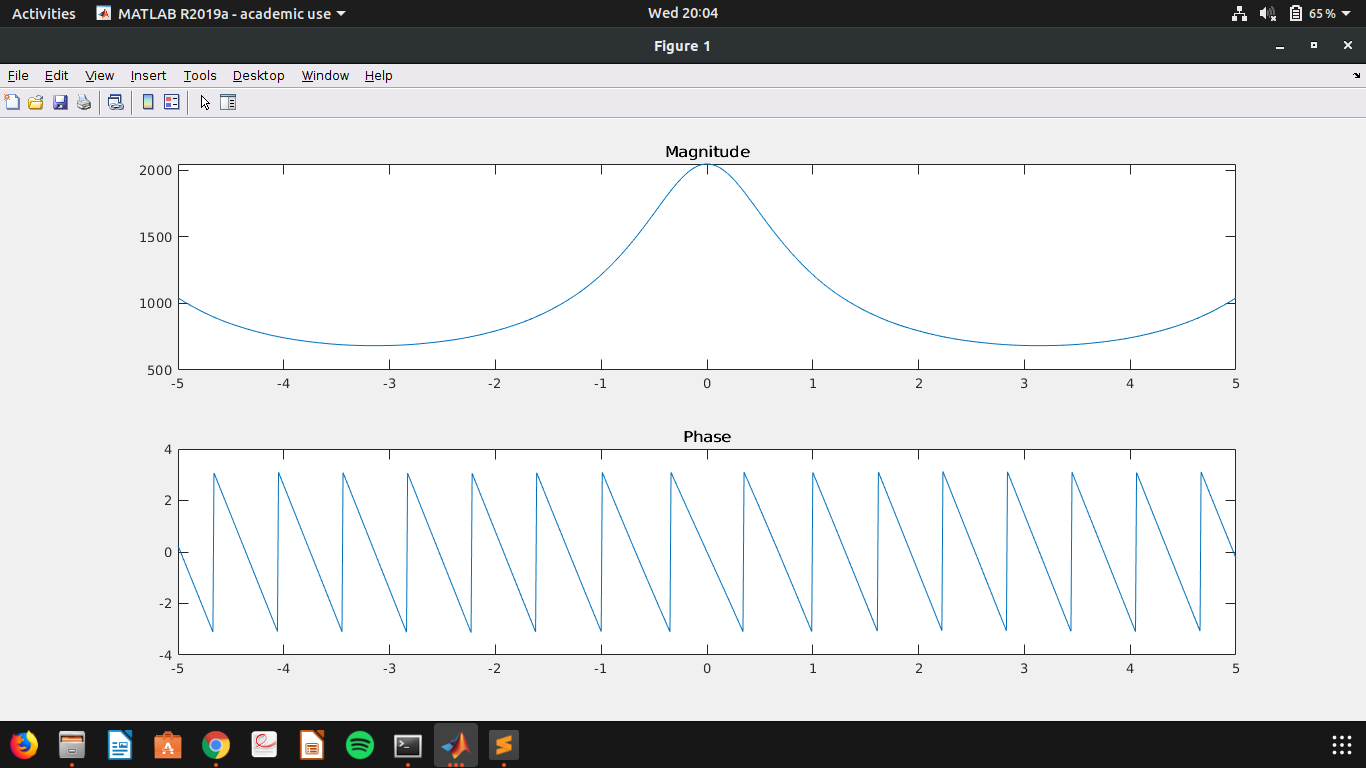 Activities MATLAB R2019a - academic use Wed 20:04 65 %
Figure 1
File Edit View Insert Tools Desktop Window Help
Magnitude
2000
1500
1000
500
-5 -4 -3 -2 -1 0 1 2 3 4 5
Phase
4
2
0
-2
-4
-5 -4 -3 -2 -1 0 1 2 3 4 5